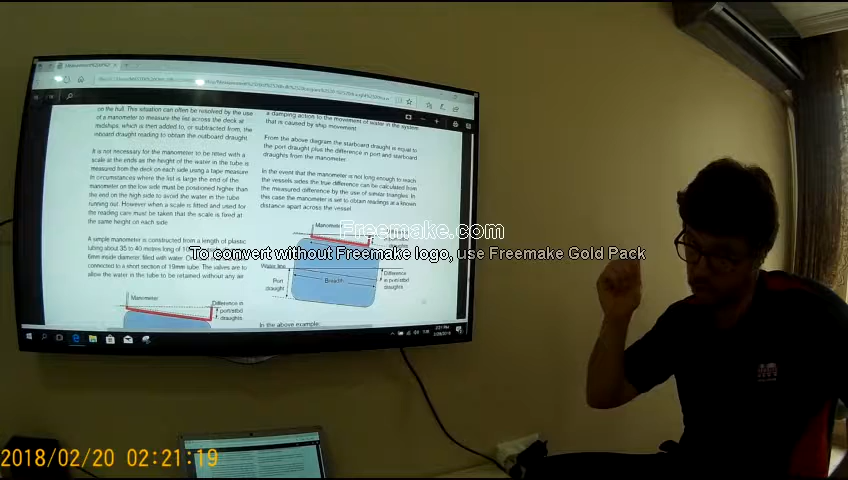 on the hull. This situation can often be resolved by the use
of a manometer to measure the list across the deck at
midships, which is then added to, or subtracted from, the
inboard draught reading to obtain the outboard draught.
It is not necessary for the manometer to be fitted with a
scale at the ends as the height of the water in the tube is
measured from the deck on each side using a tape measure
In circumstances where the list is large the end of the
manometer on the low side must be positioned higher than
the end on the high side to avoid the water in the tube
running out. However when a scale is fitted and used for
the reading care must be taken that the scale is fixed at
the same height on each side.
A simple manometer is constructed from a length of plastic
tubing about 35 to 40 metres long of
6mm inside diameter, filled with water
connected to a short section of 19mm tube. The valves are to
allow the water in the tube to be retained without any air
Manometer
Difference in
port/stbd
draughts
a damping action to the movement of water in the system
that is caused by ship movement.
From the above diagram the starboard draught is equal to
the port draught plus the difference in port and starboard
draughts from the manometer
In the event that the manometer is not long enough to reach
the vessels sides the true difference can be calculated from
the measured difference by the use of similar triangles. In
this case the manometer is set to obtain readings at a known
distance apart across the vessel.
Manometer
Water line
Port
draught
Breadth
Difference
in port/stbd
draughts
In the above example:
Freemake.com
To convert without Freemake logo, use Freemake Gold Pack
2018/02/20 02:21:19